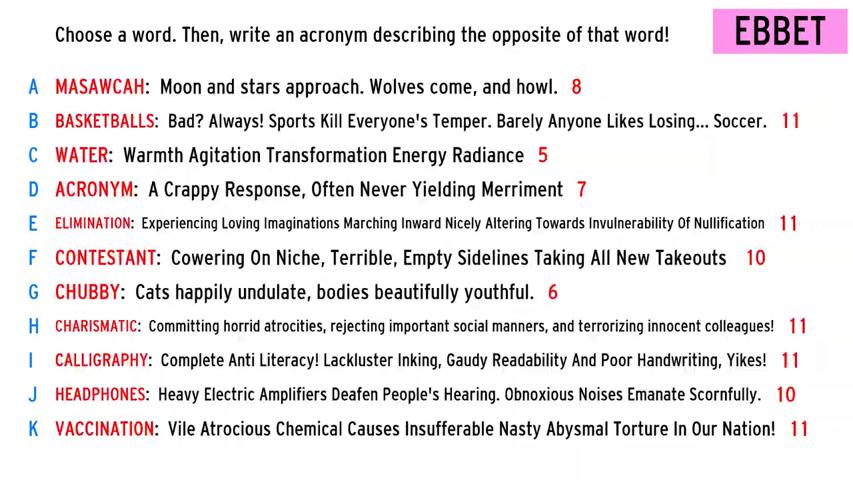 Choose a word. Then, write an acronym describing the opposite of that word!
EBBET
A MASAWCAH: Moon and stars approach. Wolves come, and howl. 8
B BASKETBALLS: Bad? Always! Sports Kill Everyone's Temper. Barely Anyone Likes Losing... Soccer. 11
C WATER: Warmth Agitation Transformation Energy Radiance 5
D ACRONYM: A Crappy Response, Often Never Yielding Merriment 7
E ELIMINATION: Experiencing Loving Imaginations Marching Inward Nicely Altering Towards Invulnerability Of Nullification 11
F CONTESTANT: Cowering On Niche, Terrible, Empty Sidelines Taking All New Takeouts 10
G CHUBBY: Cats happily undulate, bodies beautifully youthful. 6
H CHARISMATIC: Committing horrid atrocities, rejecting important social manners, and terrorizing innocent colleagues! 11
I CALLIGRAPHY: Complete Anti Literacy! Lackluster Inking, Gaudy Readability And Poor Handwriting, Yikes! 11
J HEADPHONES: Heavy Electric Amplifiers Deafen People's Hearing. Obnoxious Noises Emanate Scornfully. 10
K VACCINATION: Vile Atrocious Chemical Causes Insufferable Nasty Abysmal Torture In Our Nation! 11